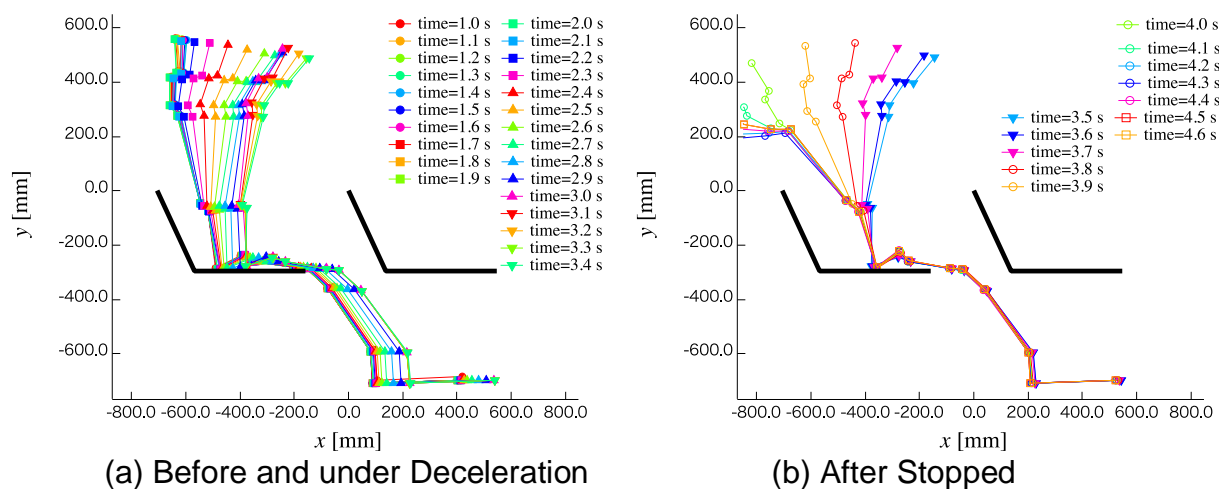 600.0
400.0
200.0
0.0
-200.0
-400.0
-600.0
y [mm]
-800.0 -600.0 -400.0 -200.0 0.0 200.0 400.0 600.0 800.0
x [mm]
time=1.0 s
time=1.1 s
time=1.2 s
time=1.3 s
time=1.4 s
time=1.5 s
time=1.6 s
time=1.7 s
time=1.8 s
time=1.9 s
time=2.0 s
time=2.1 s
time=2.2 s
time=2.3 s
time=2.4 s
time=2.5 s
time=2.6 s
time=2.7 s
time=2.8 s
time=2.9 s
time=3.0 s
time=3.1 s
time=3.2 s
time=3.3 s
time=3.4 s
(a) Before and under Deceleration
600.0
400.0
200.0
0.0
-200.0
-400.0
-600.0
y [mm]
-800.0 -600.0 -400.0 -200.0 0.0 200.0 400.0 600.0 800.0
x [mm]
time=3.5 s
time=3.6 s
time=3.7 s
time=3.8 s
time=3.9 s
time=4.0 s
time=4.1 s
time=4.2 s
time=4.3 s
time=4.4 s
time=4.5 s
time=4.6 s
(b) After Stopped